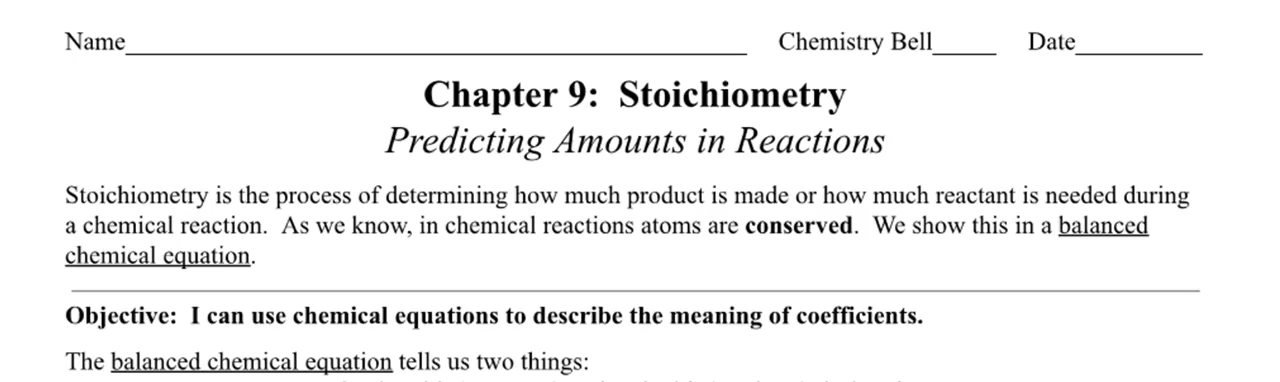 Name____________________ Chemistry Bell_____ Date__________
Chapter 9: Stoichiometry
Predicting Amounts in Reactions
Stoichiometry is the process of determining how much product is made or how much reactant is needed during
a chemical reaction. As we know, in chemical reactions atoms are conserved. We show this in a balanced
chemical equation.
Objective: I can use chemical equations to describe the meaning of coefficients.
The balanced chemical equation tells us two things: